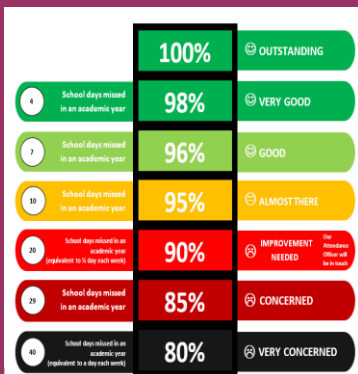 100%
OUTSTANDING
4
School days missed
in an academic year
98%
VERY GOOD
7
School days missed
in an academic year
96%
GOOD
10
School days missed
in an academic year
95%
ALMOST THERE
20
School days missed in an
academic year
(equivalent to ½ day each week)
90%
IMPROVEMENT
NEEDED
Our
Attendance
Officer will
be in touch
29
School days missed
in an academic year
85%
CONCERNED
40
School days missed in an
academic year
(equivalent to a day each week)
80%
VERY CONCERNED